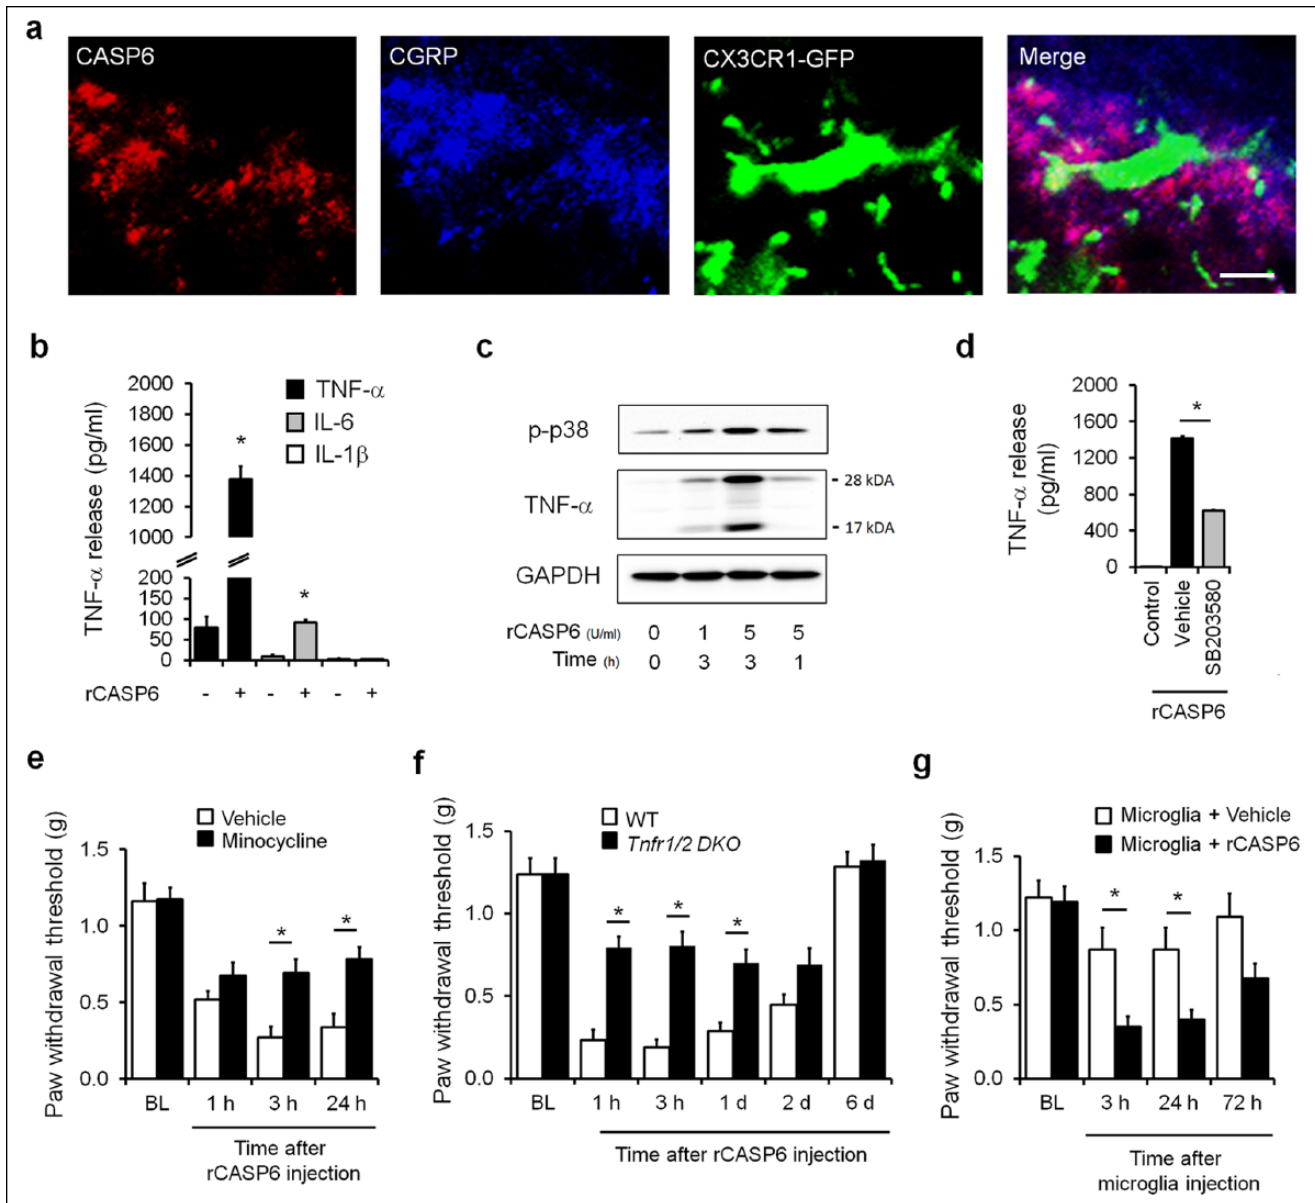 a
CASP6
CGRP
CX3CR1-GFP
Merge
b
TNF-α release (pg/ml)
2000
1800
1600
1400
1200
1000
200
150
100
50
0
TNF-α
IL-6
IL-1β
*
*
rCASP6 - + - + - +
c
p-p38
TNF-α
- 28 kDA
- 17 kDA
GAPDH
rCASP6 (U/ml) 0 1 5 5
Time (h) 0 3 3 1
d
TNF-α release
(pg/ml)
2000
1600
1200
800
400
0
*
Control
Vehicle
SB203580
rCASP6
e
Paw withdrawal threshold (g)
Vehicle
Minocycline
1.5
1.0
0.5
0.0
* *
BL 1 h 3 h 24 h
Time after
rCASP6 injection
f
Paw withdrawal threshold (g)
WT
Tnfr1/2 DKO
1.5
1.0
0.5
0.0
* * *
BL 1 h 3 h 1 d 2 d 6 d
Time after rCASP6 injection
g
Paw withdrawal threshold (g)
Microglia + Vehicle
Microglia + rCASP6
1.5
1.0
0.5
0.0
* *
BL 3 h 24 h 72 h
Time after
microglia injection